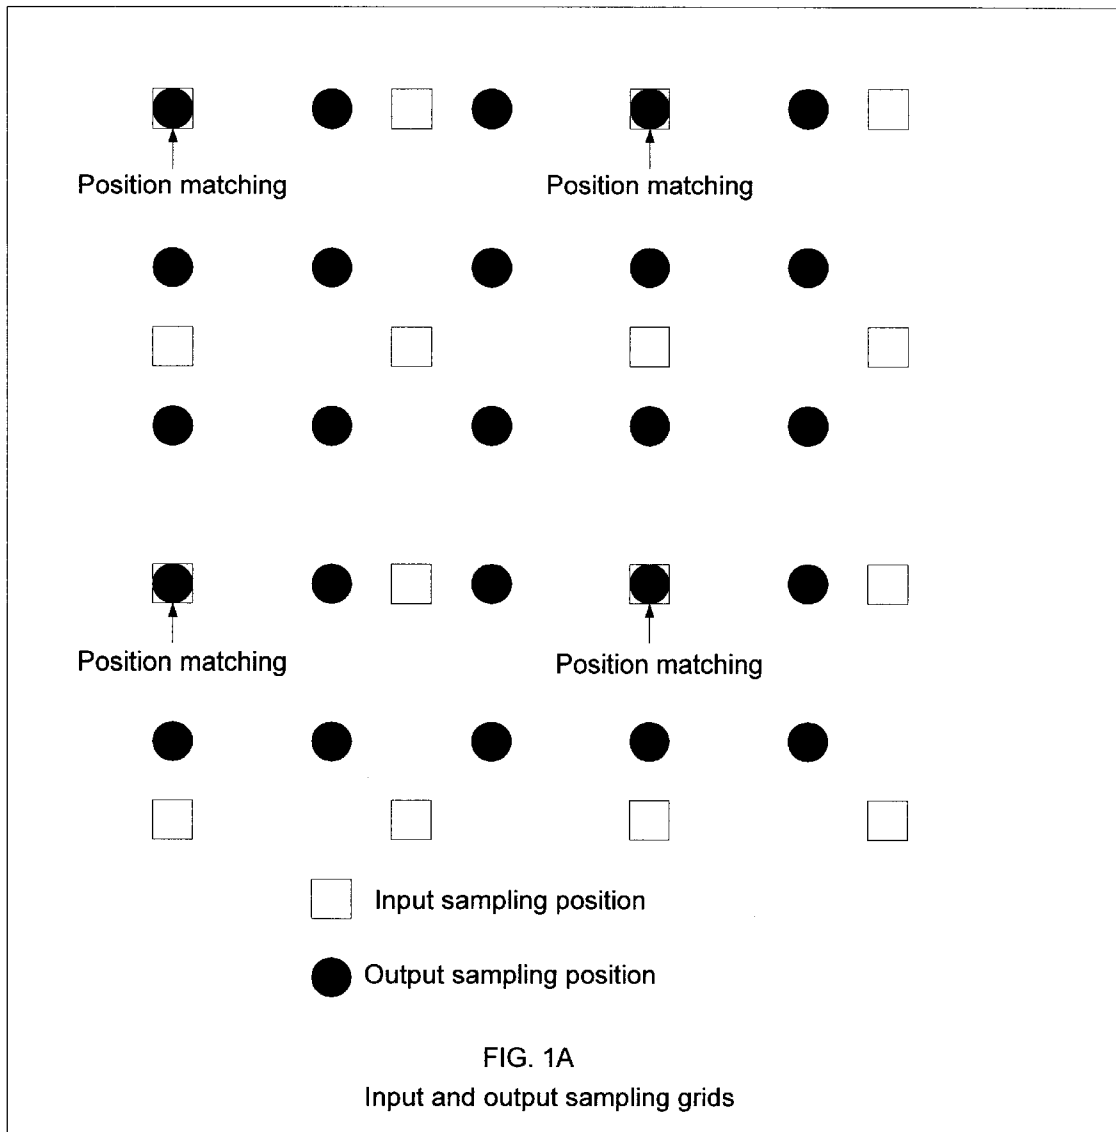 Position matching
Position matching
Position matching
Position matching
Input sampling position
Output sampling position
FIG. 1A
Input and output sampling grids